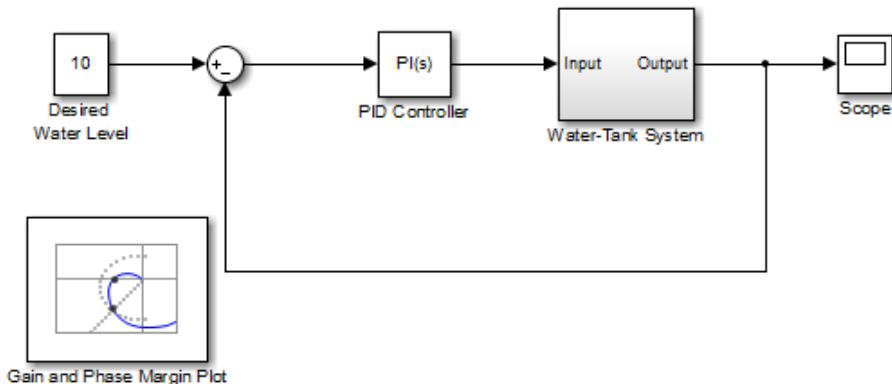 10
Desired
Water Level
+
−
PI(s)
PID Controller
Input Output
Water-Tank System
Scope
Gain and Phase Margin Plot